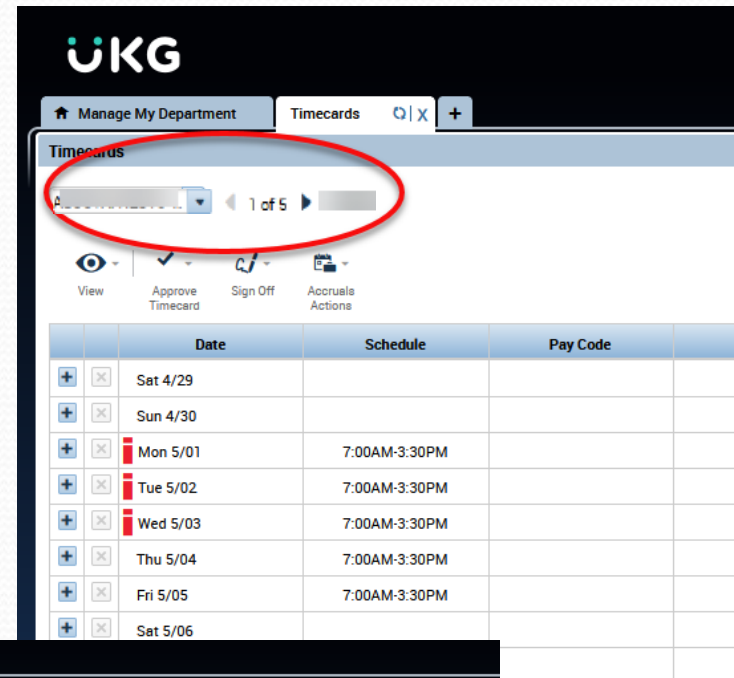 UKG
Manage My Department Timecards X +
Timecards
1 of 5
View Approve Timecard Sign Off Accruals Actions
Date Schedule Pay Code
Sat 4/29
Sun 4/30
Mon 5/01 7:00AM-3:30PM
Tue 5/02 7:00AM-3:30PM
Wed 5/03 7:00AM-3:30PM
Thu 5/04 7:00AM-3:30PM
Fri 5/05 7:00AM-3:30PM
Sat 5/06